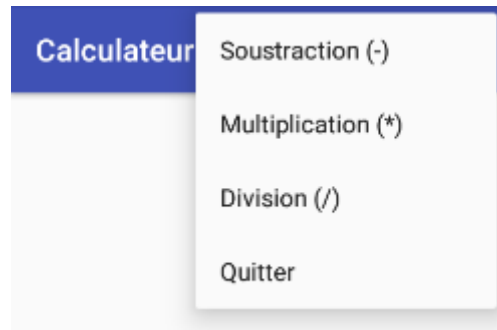 Calculateur
Soustraction (-)
Multiplication (*)
Division (/)
Quitter